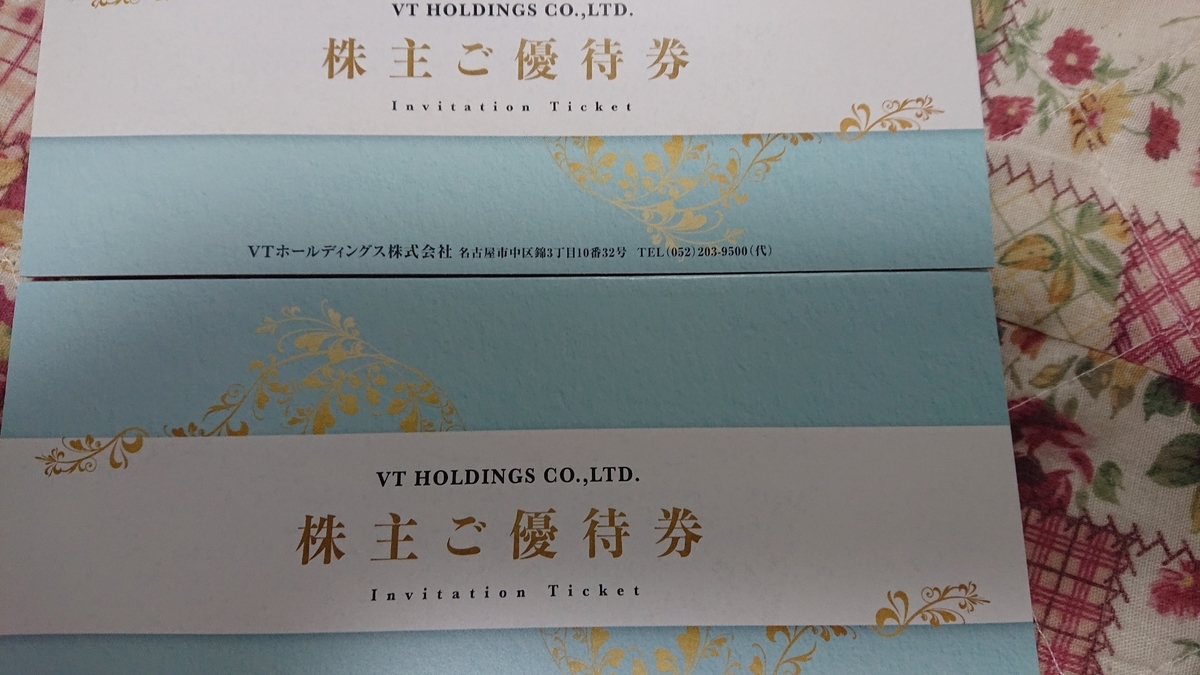 VT HOLDINGS CO.,LTD.
株主ご優待券
Invitation Ticket
VTホールディングス株式会社 名古屋市中区錦3丁目10番32号 TEL(052)203-9500(代)
VT HOLDINGS CO.,LTD.
株主ご優待券
Invitation Ticket